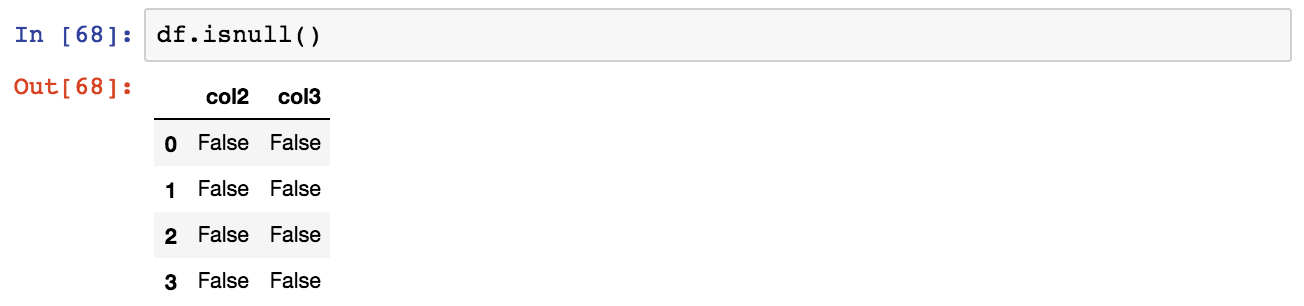 In [68]: df.isnull()
Out[68]:
col2 col3
0 False False
1 False False
2 False False
3 False False